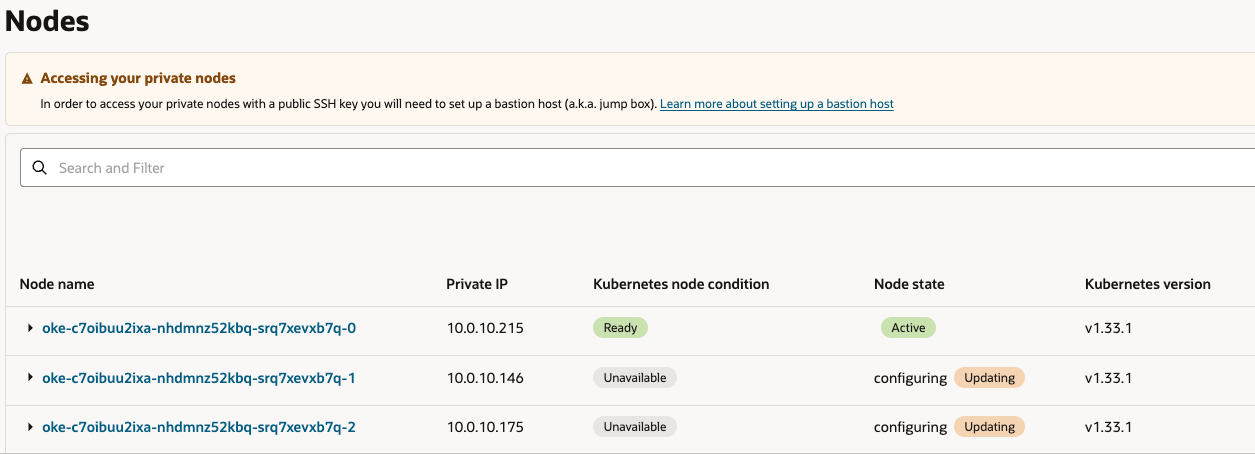 Nodes
Accessing your private nodes
In order to access your private nodes with a public SSH key you will need to set up a bastion host (a.k.a. jump box). Learn more about setting up a bastion host
Search and Filter
Node name Private IP Kubernetes node condition Node state Kubernetes version
oke-c7oibuu2ixa-nhdmnz52kbq-srq7xevxb7q-0 10.0.10.215 Ready Active v1.33.1
oke-c7oibuu2ixa-nhdmnz52kbq-srq7xevxb7q-1 10.0.10.146 Unavailable configuring Updating v1.33.1
oke-c7oibuu2ixa-nhdmnz52kbq-srq7xevxb7q-2 10.0.10.175 Unavailable configuring Updating v1.33.1